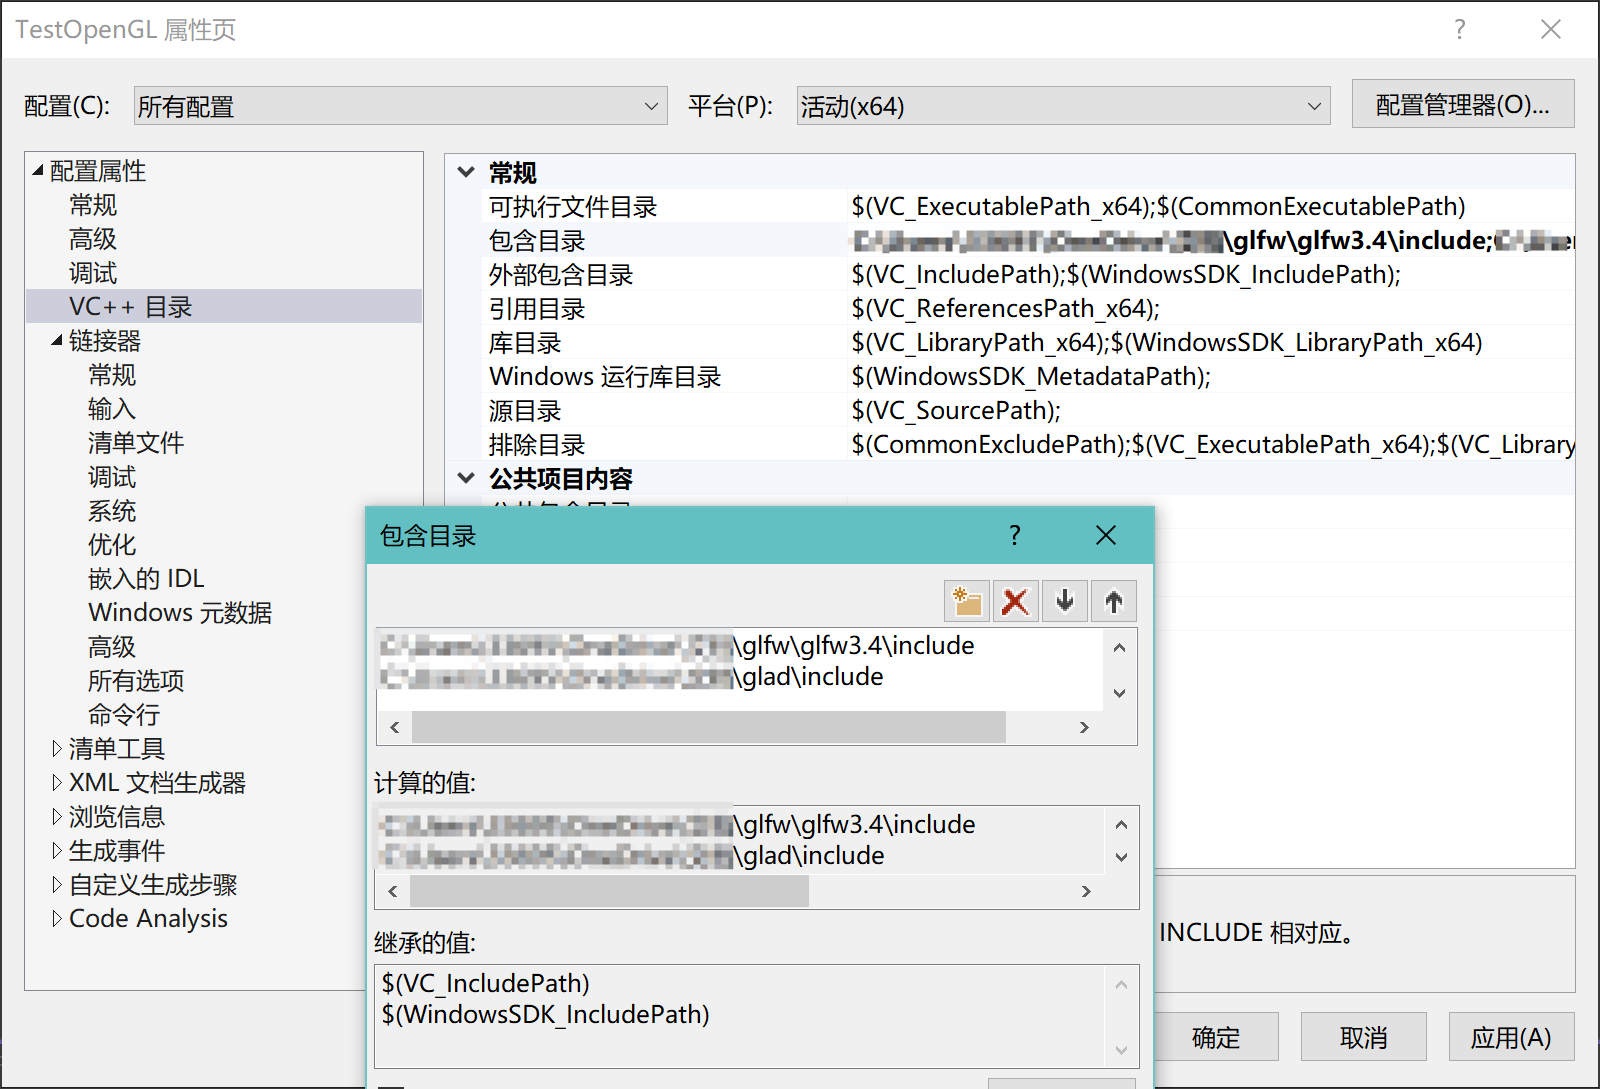 TestOpenGL 属性页
配置(C): 所有配置 平台(P): 活动(x64) 配置管理器(O)...
配置属性
常规
高级
调试
VC++ 目录
链接器
常规
输入
清单文件
调试
系统
优化
嵌入的 IDL
Windows 元数据
高级
所有选项
命令行
清单工具
XML 文档生成器
浏览信息
生成事件
自定义生成步骤
Code Analysis
常规
可执行文件目录 $(VC_ExecutablePath_x64);$(CommonExecutablePath)
包含目录 \glfw\glfw3.4\include;
外部包含目录 $(VC_IncludePath);$(WindowsSDK_IncludePath);
引用目录 $(VC_ReferencesPath_x64);
库目录 $(VC_LibraryPath_x64);$(WindowsSDK_LibraryPath_x64)
Windows 运行库目录 $(WindowsSDK_MetadataPath);
源目录 $(VC_SourcePath);
排除目录 $(CommonExcludePath);$(VC_ExecutablePath_x64);$(VC_Library
公共项目内容
包含目录
\glfw\glfw3.4\include
\glad\include
计算的值:
\glfw\glfw3.4\include
\glad\include
继承的值:
$(VC_IncludePath)
$(WindowsSDK_IncludePath)
INCLUDE 相对应。
确定 取消 应用(A)